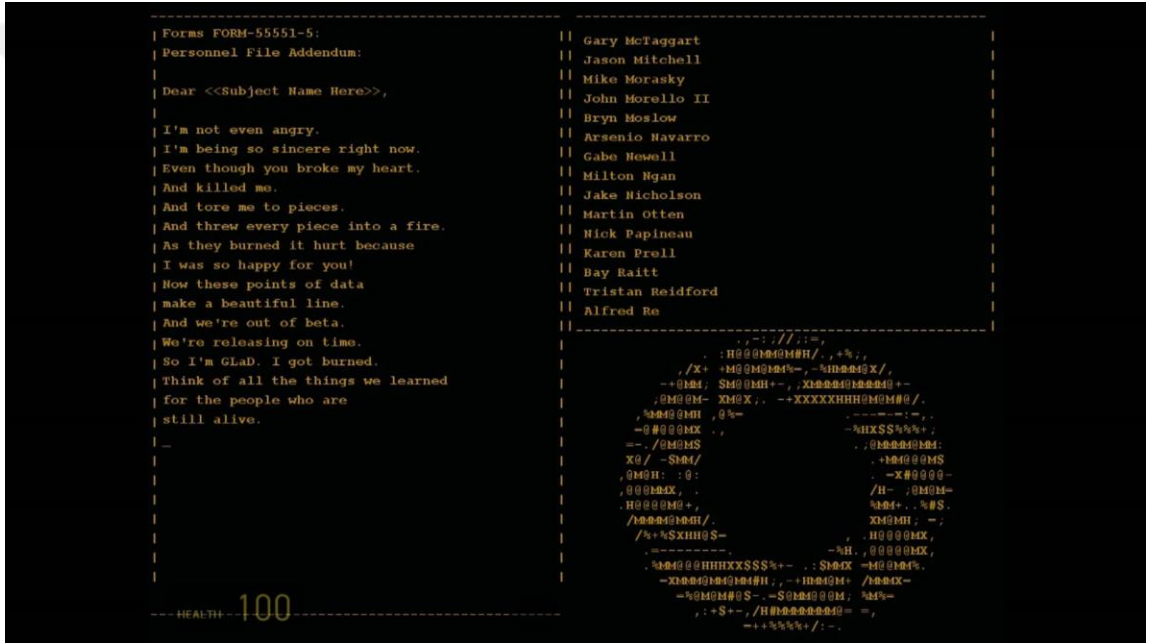 Forms FORM-55551-5:
Personnel File Addendum:
Dear <<Subject Name Here>>,
I'm not even angry.
I'm being so sincere right now.
Even though you broke my heart.
And killed me.
And tore me to pieces.
And threw every piece into a fire.
As they burned it hurt because
I was so happy for you!
Now these points of data
make a beautiful line.
And we're out of beta.
We're releasing on time.
So I'm GLaD. I got burned.
Think of all the things we learned
for the people who are
still alive.
_
Gary McTaggart
Jason Mitchell
Mike Morasky
John Morello II
Bryn Moslow
Arsenio Navarro
Gabe Newell
Milton Ngan
Jake Nicholson
Martin Otten
Nick Papineau
Karen Prell
Bay Raitt
Tristan Reidford
Alfred Re
HEALTH 100